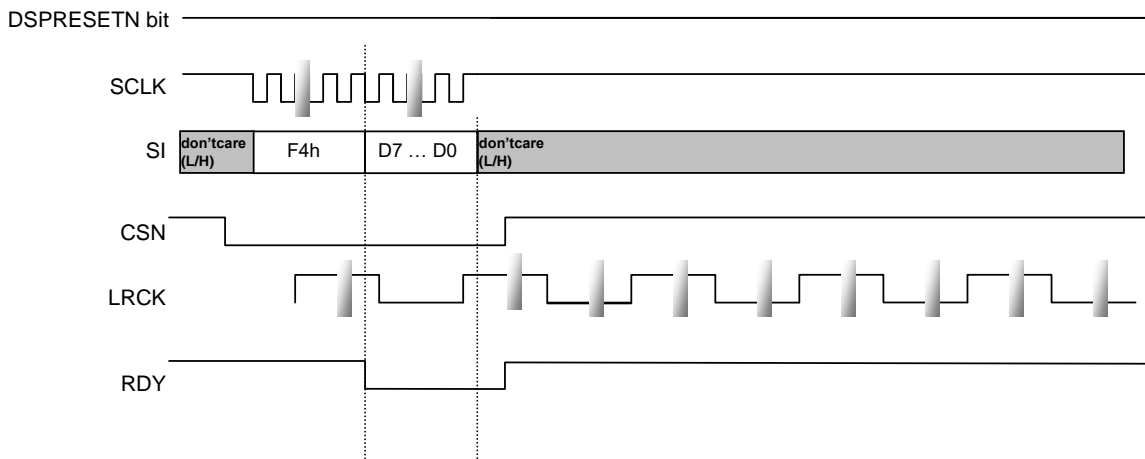 DSPRESETN bit
SCLK
SI
don'tcare
(L/H)
F4h
D7 … D0
don'tcare
(L/H)
CSN
LRCK
RDY